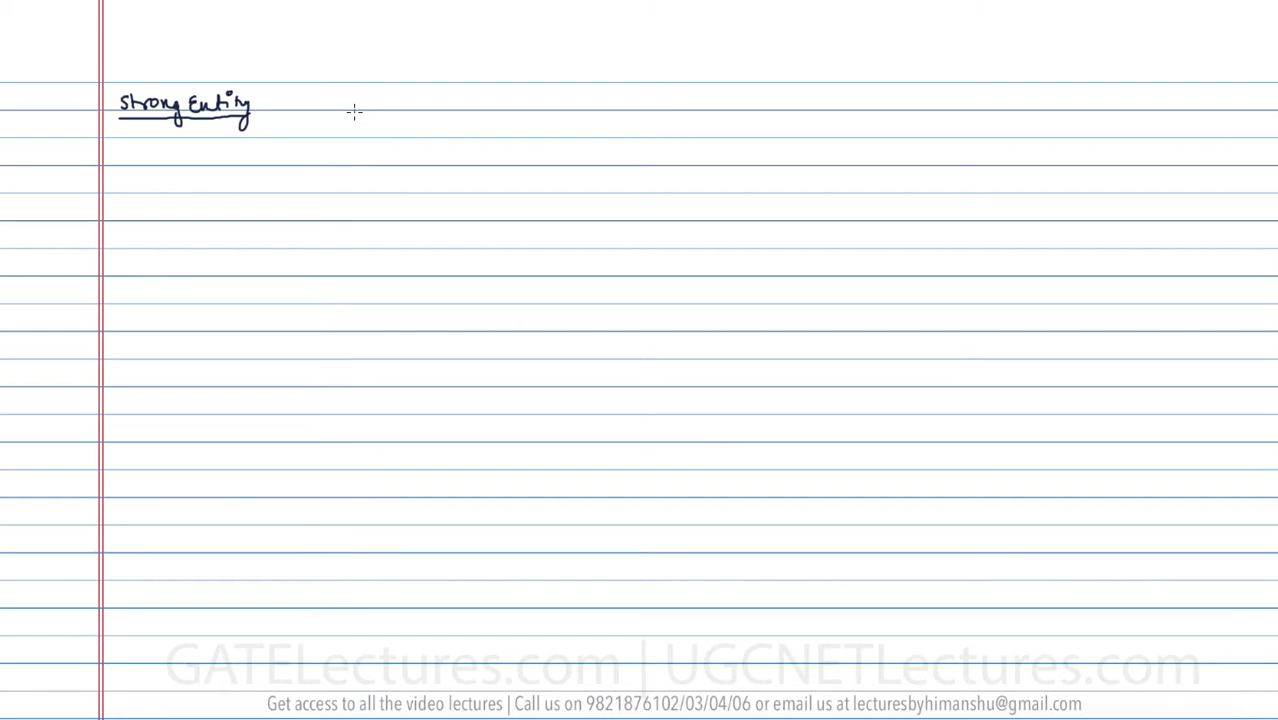 Strong Entity
GATELectures.com | UGCNETLectures.com
Get access to all the video lectures | Call us on 9821876102/03/04/06 or email us at lecturesbyhimanshu@gmail.com